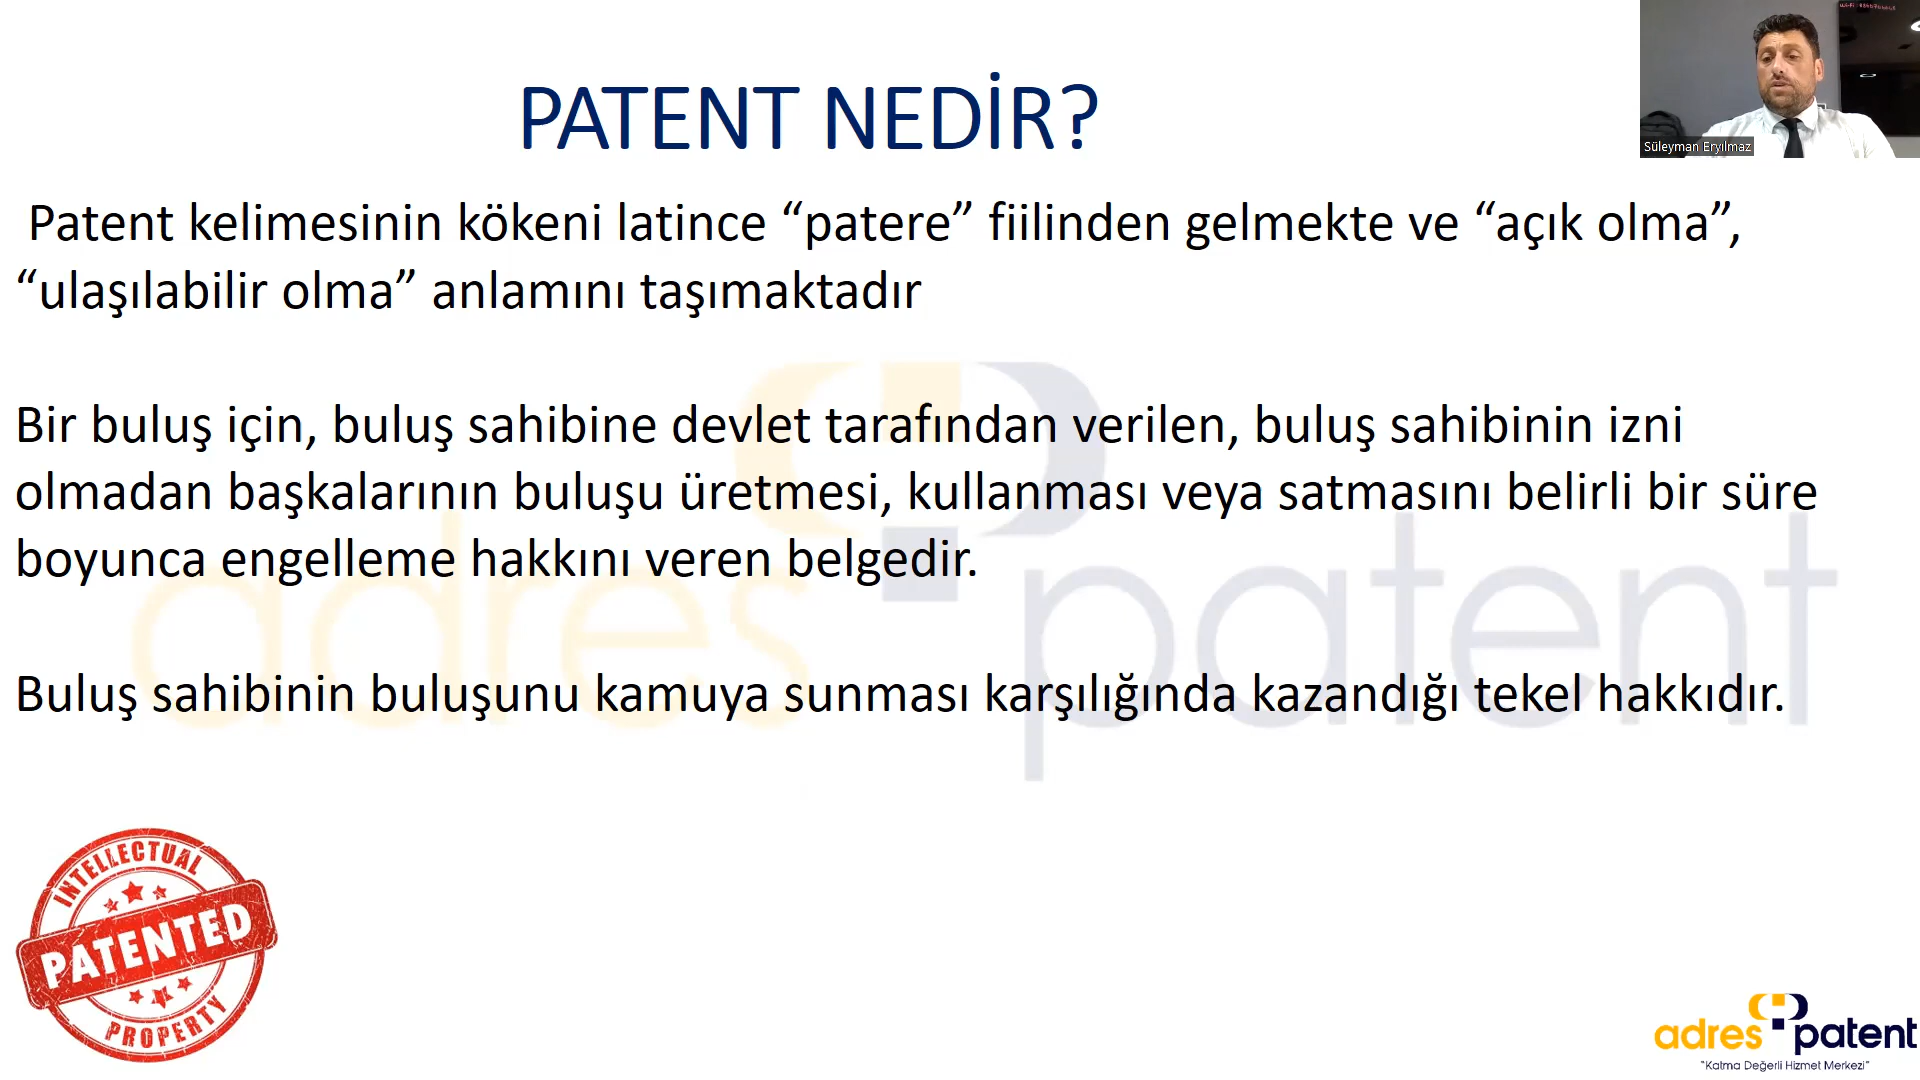 PATENT NEDİR?
Süleyman Eryılmaz
Patent kelimesinin kökeni latince “patere” fiilinden gelmekte ve “açık olma”,
“ulaşılabilir olma” anlamını taşımaktadır
Bir buluş için, buluş sahibine devlet tarafından verilen, buluş sahibinin izni
olmadan başkalarının buluşu üretmesi, kullanması veya satmasını belirli bir süre
boyunca engelleme hakkını veren belgedir.
Buluş sahibinin buluşunu kamuya sunması karşılığında kazandığı tekel hakkıdır.
adres patent
INTELLECTUAL
PATENTED
PROPERTY
adres patent
“Katma Değerli Hizmet Merkezi”